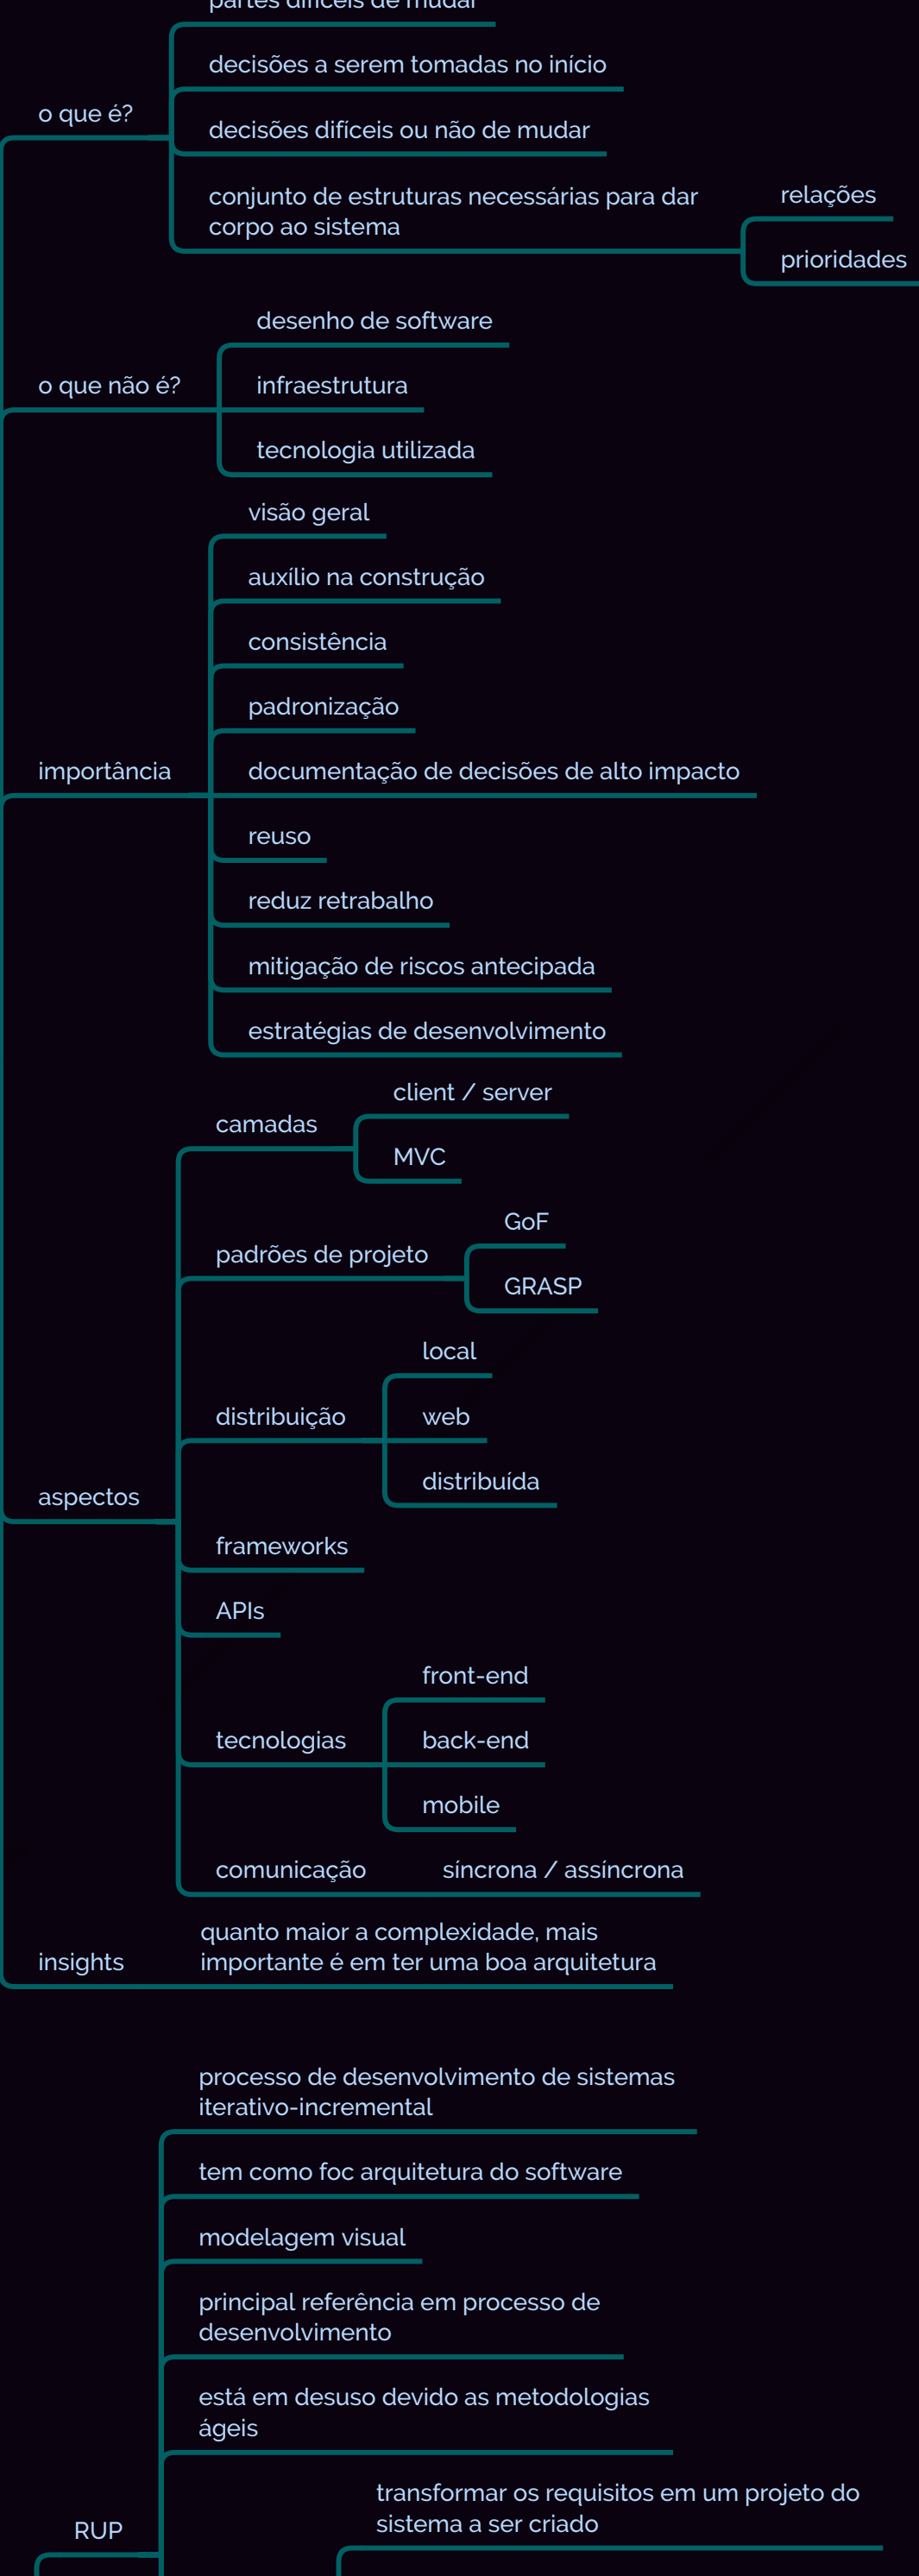 partes difíceis de mudar
decisões a serem tomadas no início
o que é?
decisões difíceis ou não de mudar
conjunto de estruturas necessárias para dar
corpo ao sistema
relações
prioridades
desenho de software
o que não é?
infraestrutura
tecnologia utilizada
visão geral
auxílio na construção
consistência
padronização
importância
documentação de decisões de alto impacto
reuso
reduz retrabalho
mitigação de riscos antecipada
estratégias de desenvolvimento
camadas
client / server
MVC
padrões de projeto
GoF
GRASP
distribuição
local
web
distribuída
aspectos
frameworks
APIs
tecnologias
front-end
back-end
mobile
comunicação
síncrona / assíncrona
insights
quanto maior a complexidade, mais
importante é em ter uma boa arquitetura
processo de desenvolvimento de sistemas
iterativo-incremental
tem como foc arquitetura do software
modelagem visual
principal referência em processo de
desenvolvimento
está em desuso devido as metodologias
ágeis
RUP
transformar os requisitos em um projeto do
sistema a ser criado